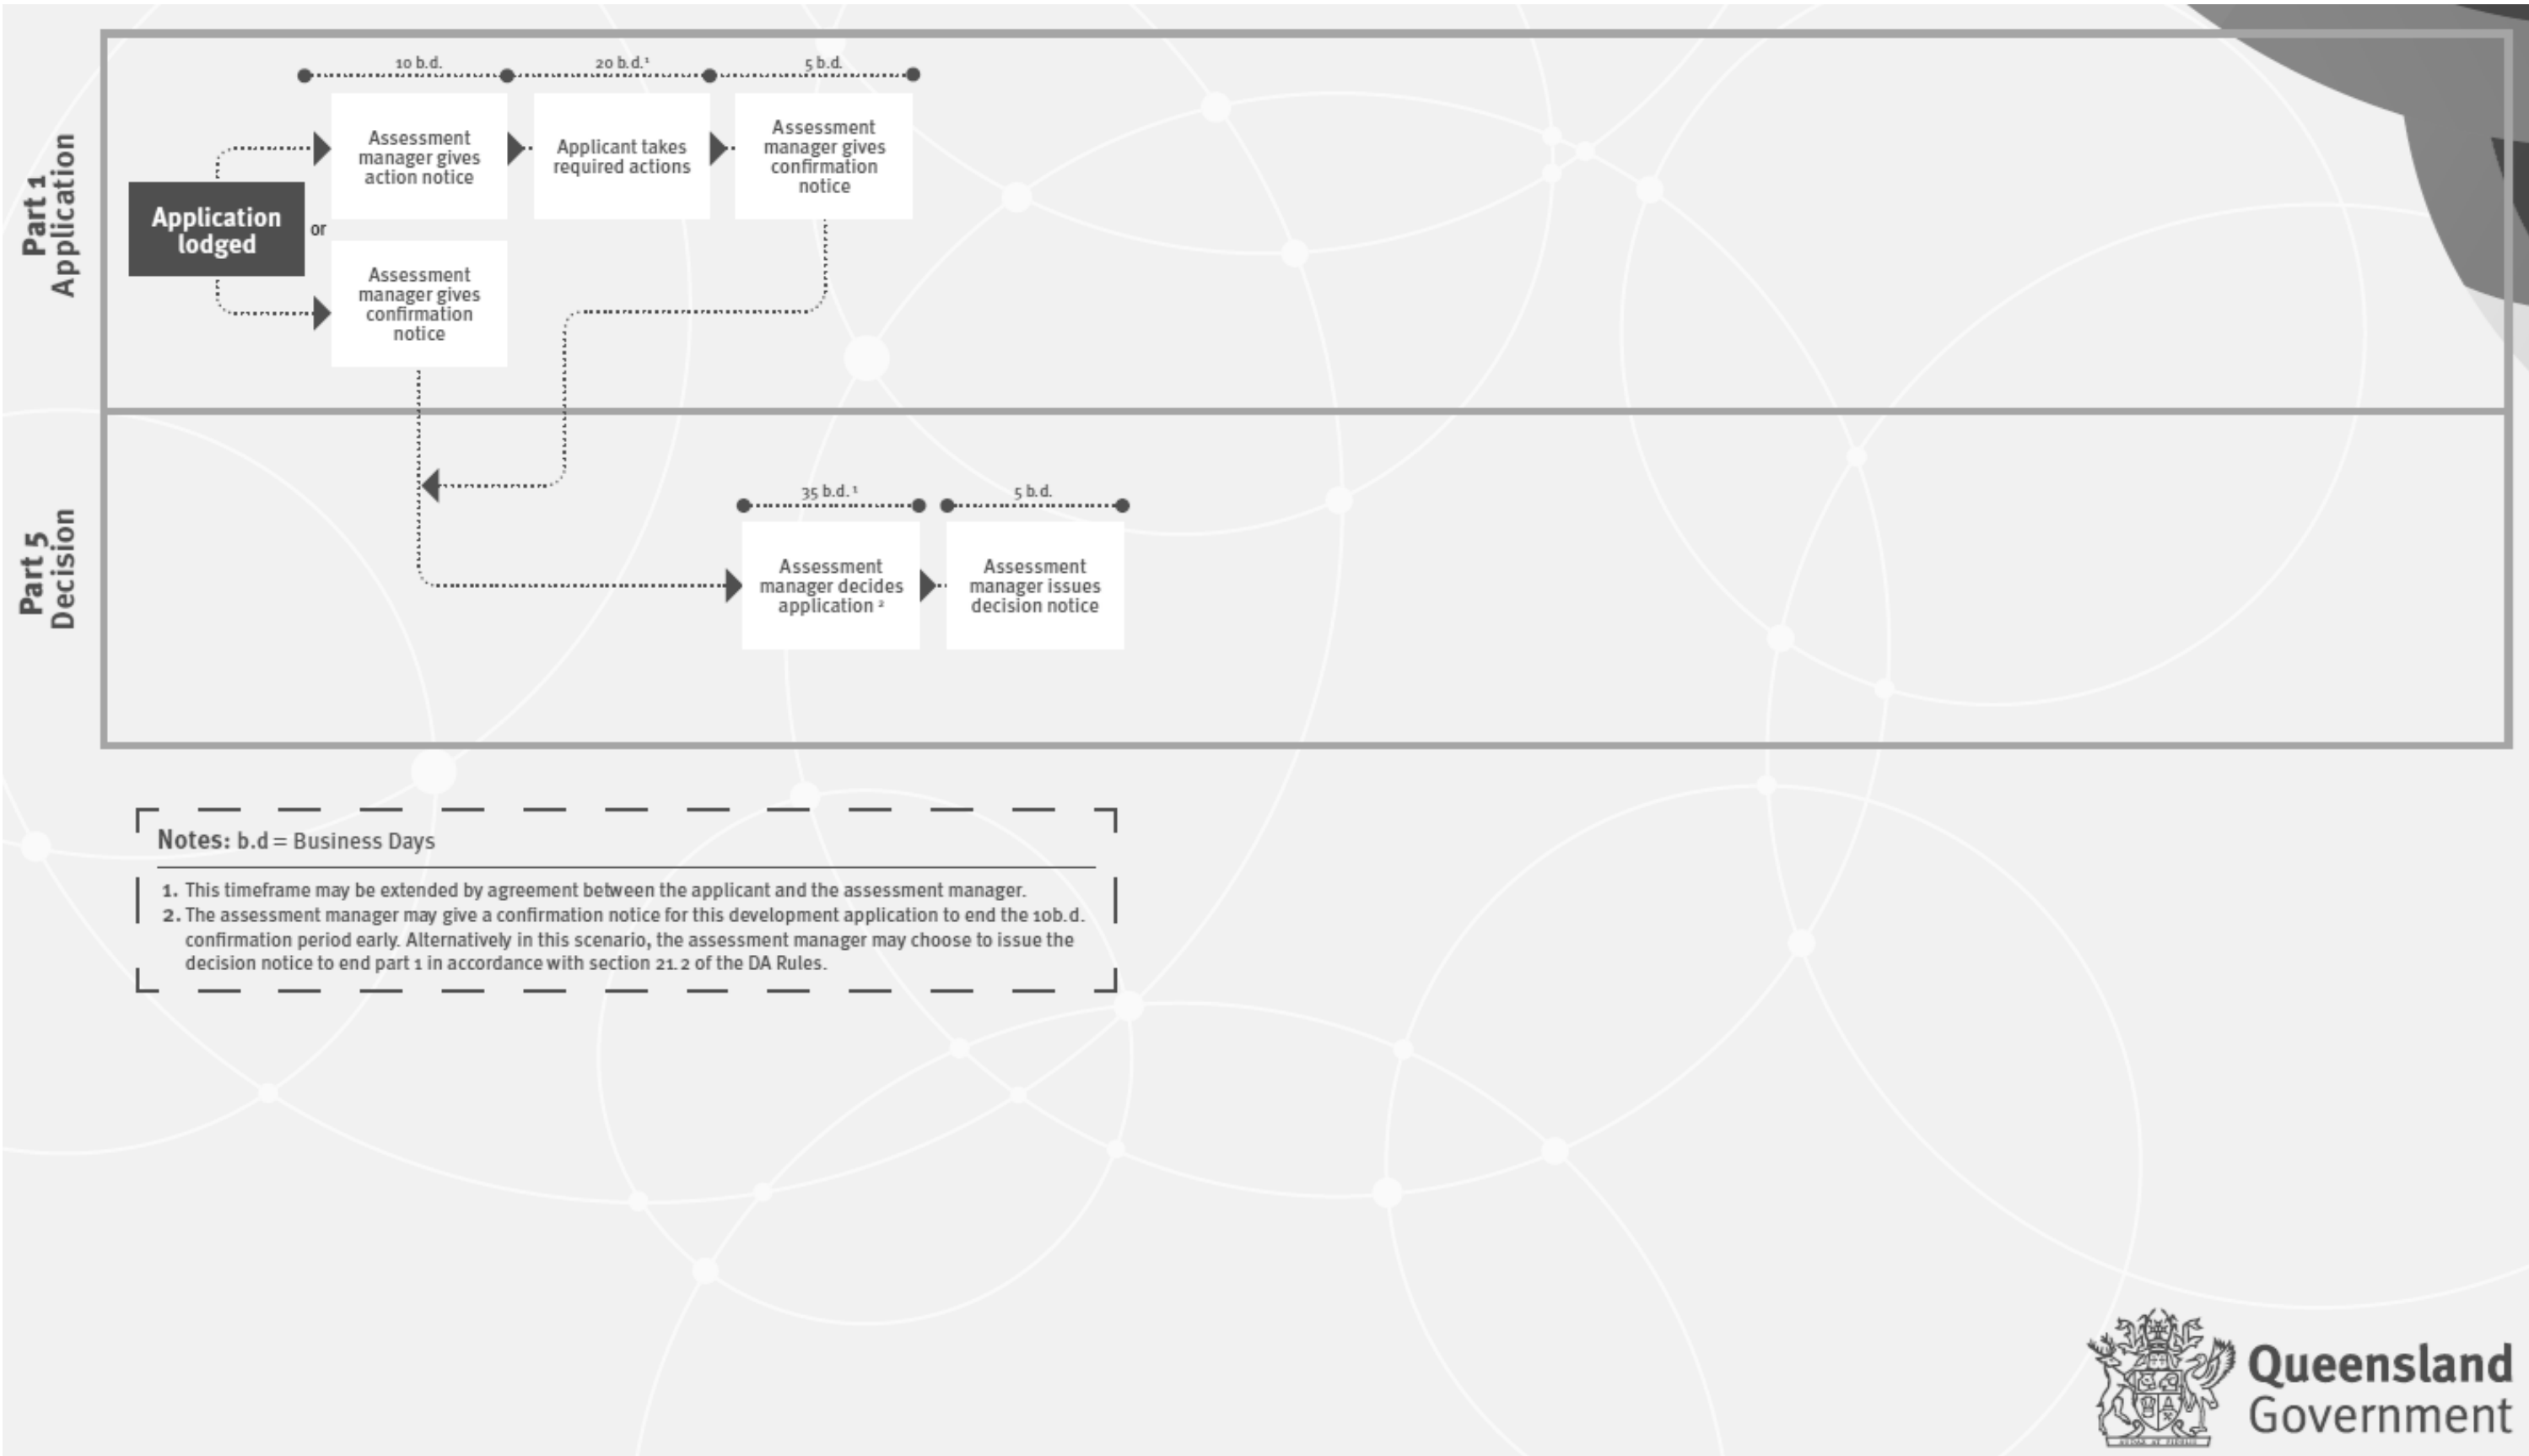 Part 1
Application
10 b.d.
20 b.d.¹
5 b.d.
Application
lodged
or
Assessment
manager gives
action notice
Applicant takes
required actions
Assessment
manager gives
confirmation
notice
Assessment
manager gives
confirmation
notice
Part 5
Decision
35 b.d.¹
5 b.d.
Assessment
manager decides
application ²
Assessment
manager issues
decision notice
Notes: b.d = Business Days
1. This timeframe may be extended by agreement between the applicant and the assessment manager.
2. The assessment manager may give a confirmation notice for this development application to end the 10b.d.
confirmation period early. Alternatively in this scenario, the assessment manager may choose to issue the
decision notice to end part 1 in accordance with section 21.2 of the DA Rules.
Queensland
Government